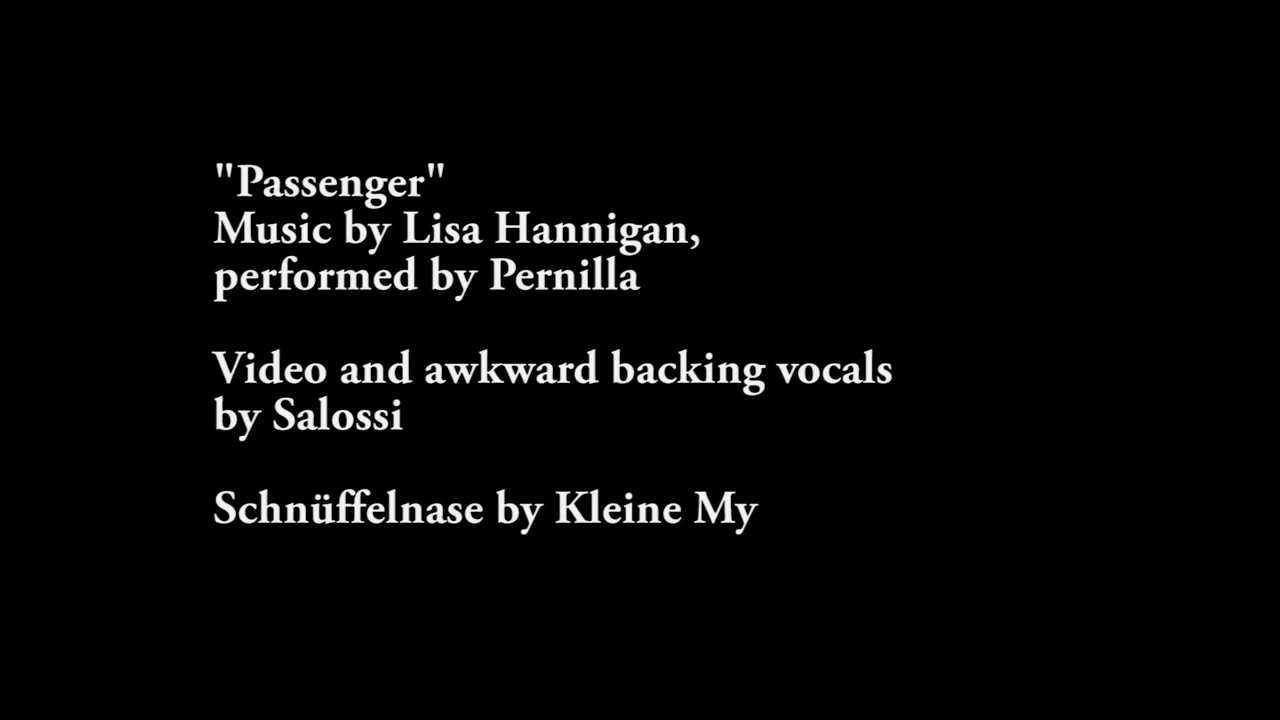 "Passenger"
Music by Lisa Hannigan,
performed by Pernilla
Video and awkward backing vocals
by Salossi
Schnüffelnase by Kleine My